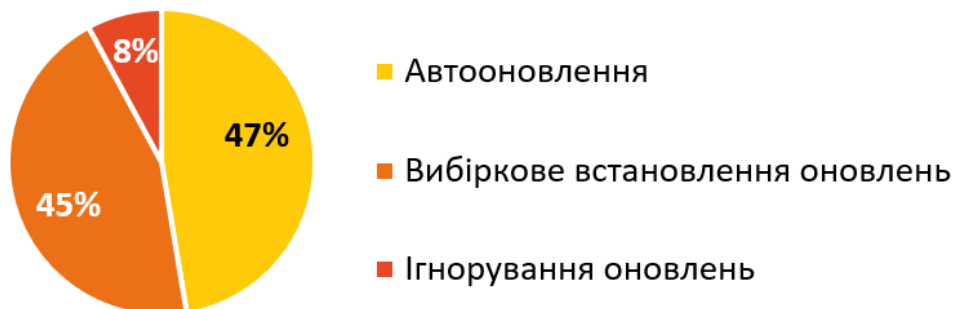 8%
47%
45%
Автооновлення
Вибіркове встановлення оновлень
Ігнорування оновлень